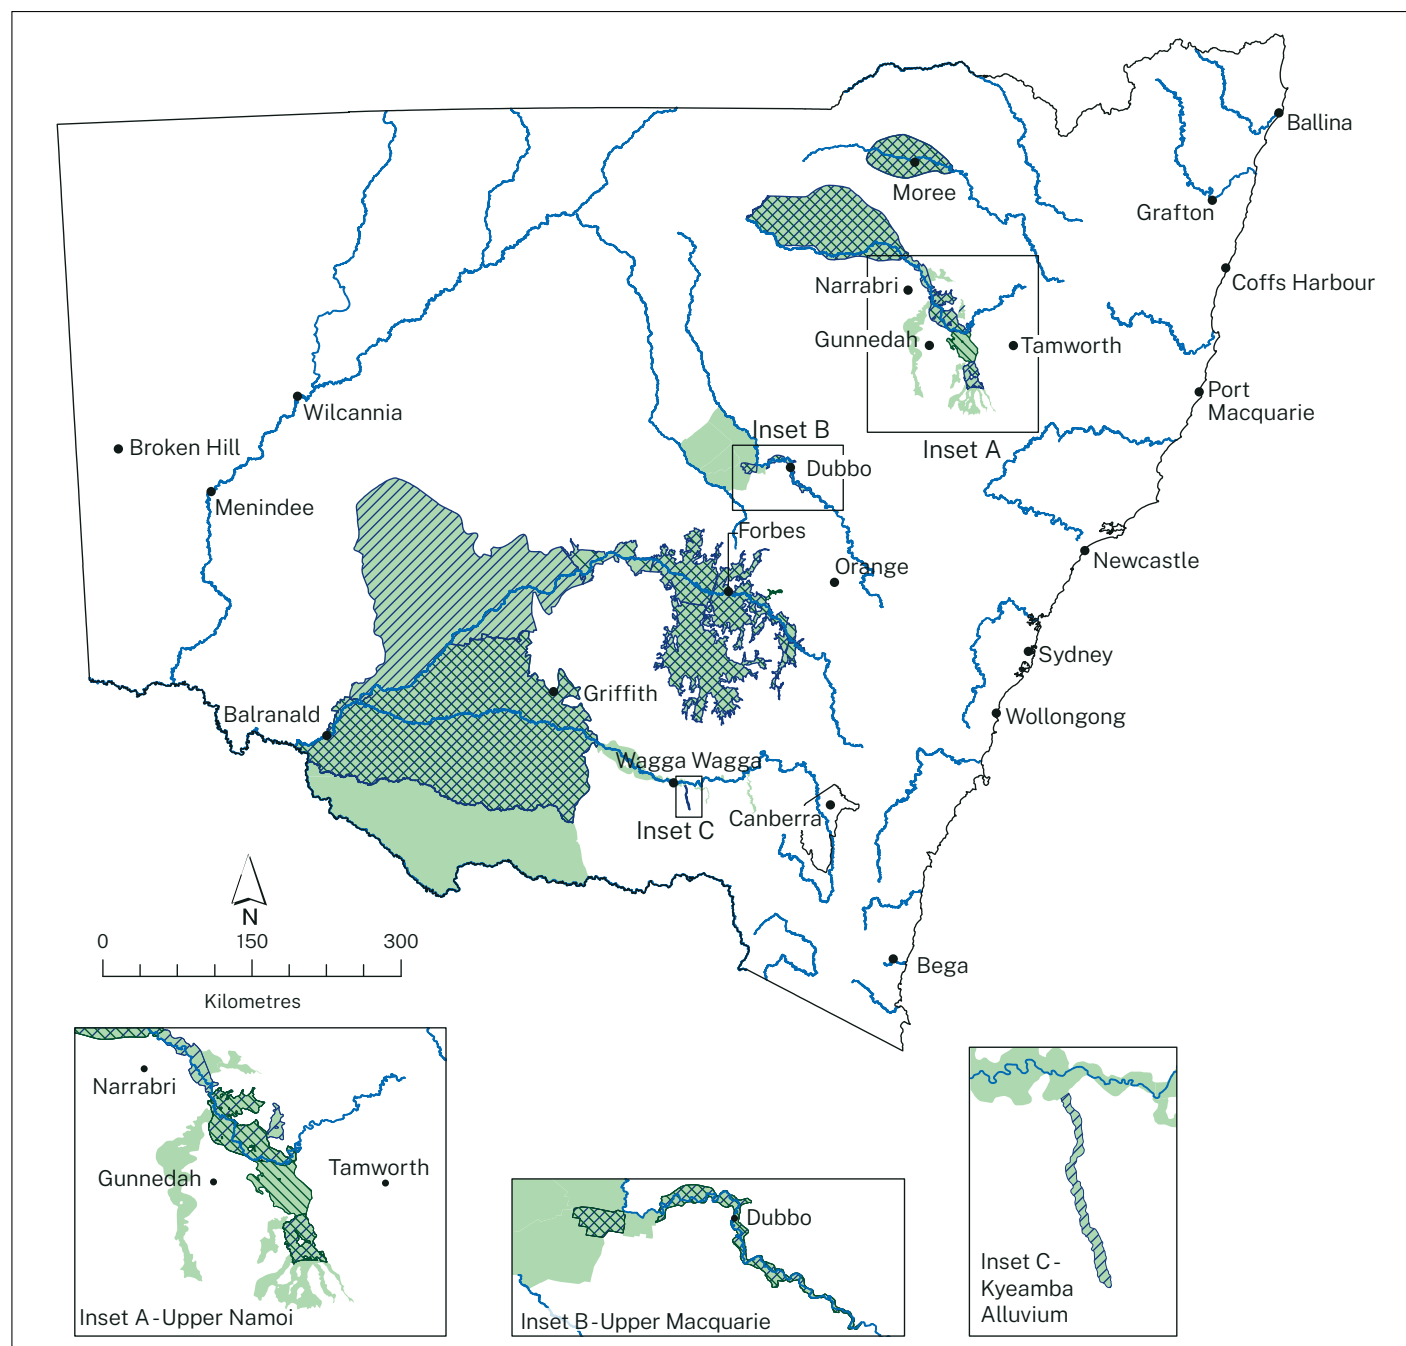 Ballina
Moree
Grafton
Coffs Harbour
Narrabri
Gunnedah
Tamworth
Port
Macquarie
Wilcannia
Inset B
Inset A
Broken Hill
Dubbo
Menindee
Forbes
Newcastle
Orange
Sydney
Griffith
Balranald
Wollongong
Wagga Wagga
Canberra
Inset C
N
0 150 300
Kilometres
Bega
Narrabri
Gunnedah
Tamworth
Inset A - Upper Namoi
Dubbo
Inset B - Upper Macquarie
Inset C -
Kyeamba
Alluvium